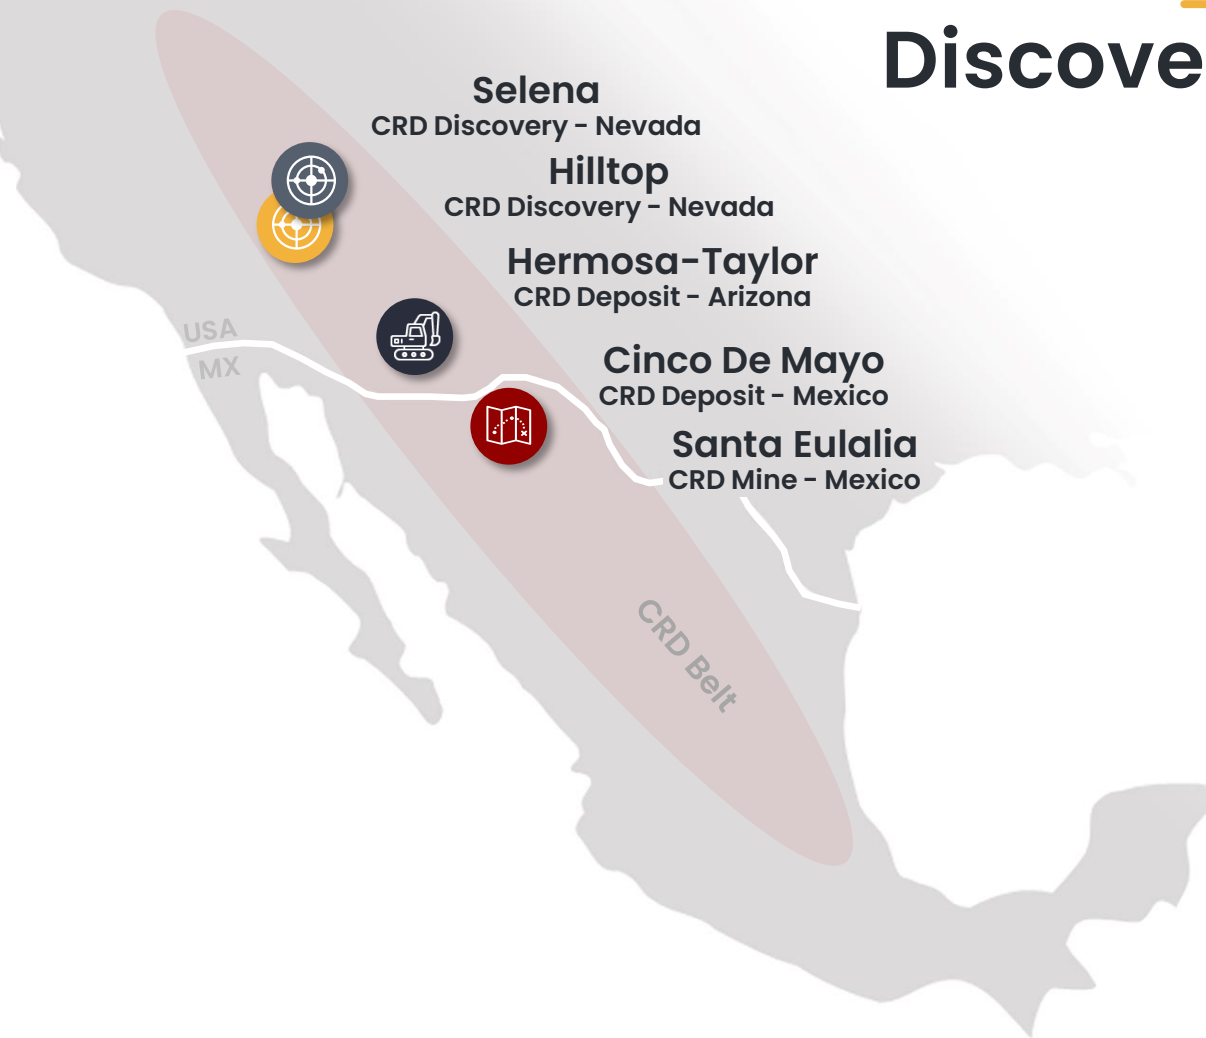 Discove
Selena
CRD Discovery - Nevada
Hilltop
CRD Discovery - Nevada
Hermosa-Taylor
CRD Deposit - Arizona
USA
MX
Cinco De Mayo
CRD Deposit - Mexico
Santa Eulalia
CRD Mine - Mexico
CRD Belt